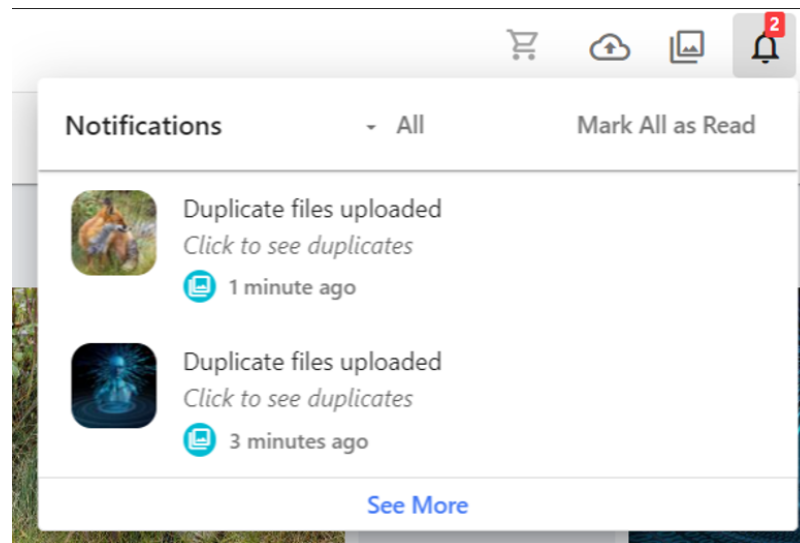 2
Notifications
All
Mark All as Read
Duplicate files uploaded
Click to see duplicates
1 minute ago
Duplicate files uploaded
Click to see duplicates
3 minutes ago
See More